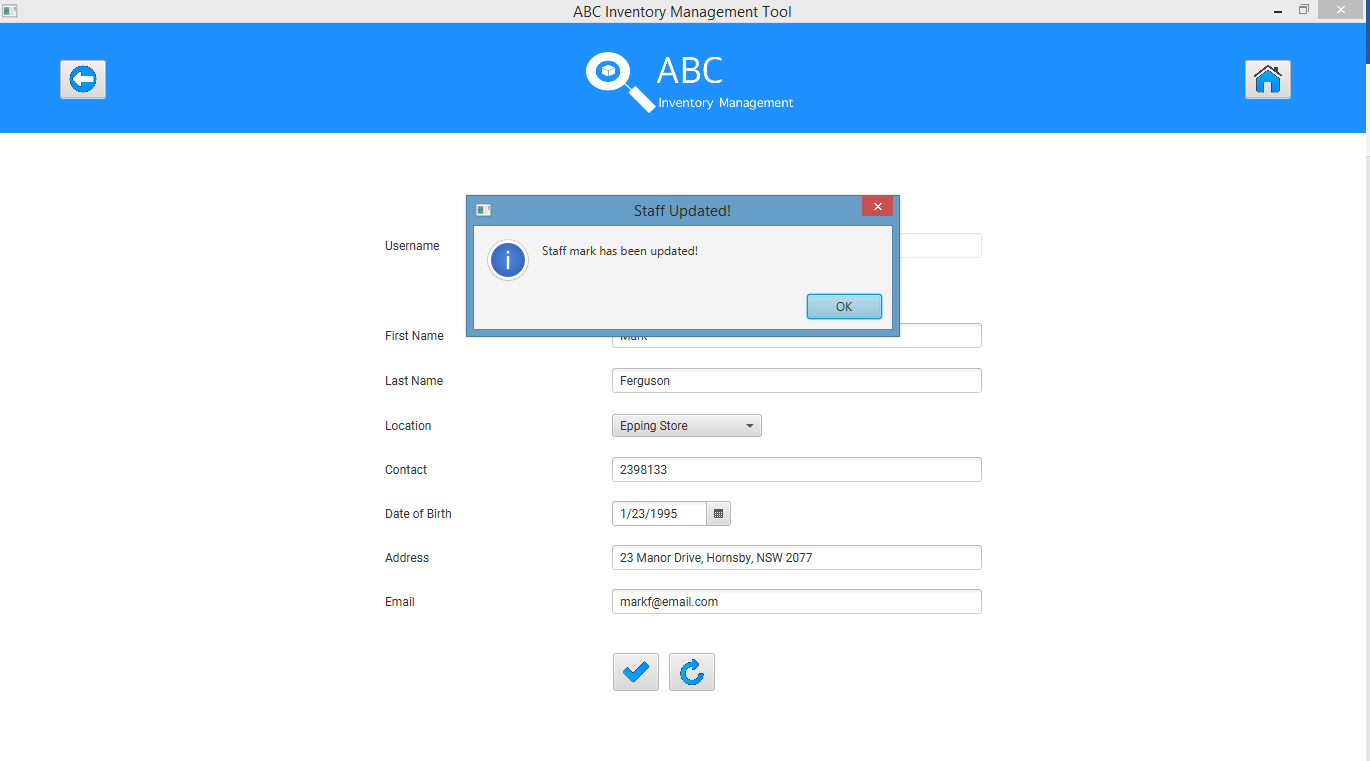 ABC Inventory Management Tool
ABC
Inventory Management
Staff Updated!
Staff mark has been updated!
OK
Username
First Name
Last Name Ferguson
Location Epping Store
Contact 2398133
Date of Birth 1/23/1995
Address 23 Manor Drive, Hornsby, NSW 2077
Email markf@email.com